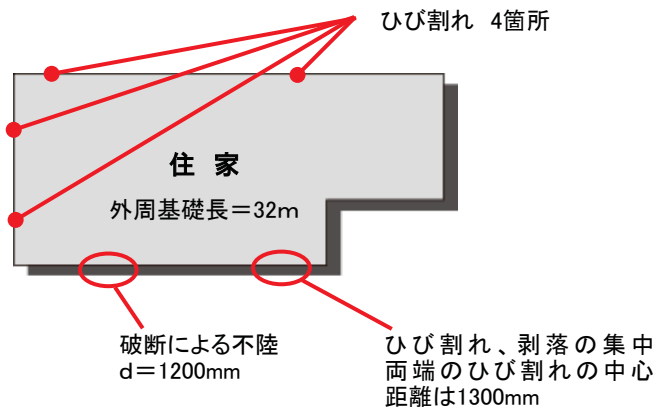 ひび割れ 4箇所
住 家
外周基礎長＝32m
破断による不陸
d＝1200mm
ひび割れ、剥落の集中
両端のひび割れの中心
距離は1300mm